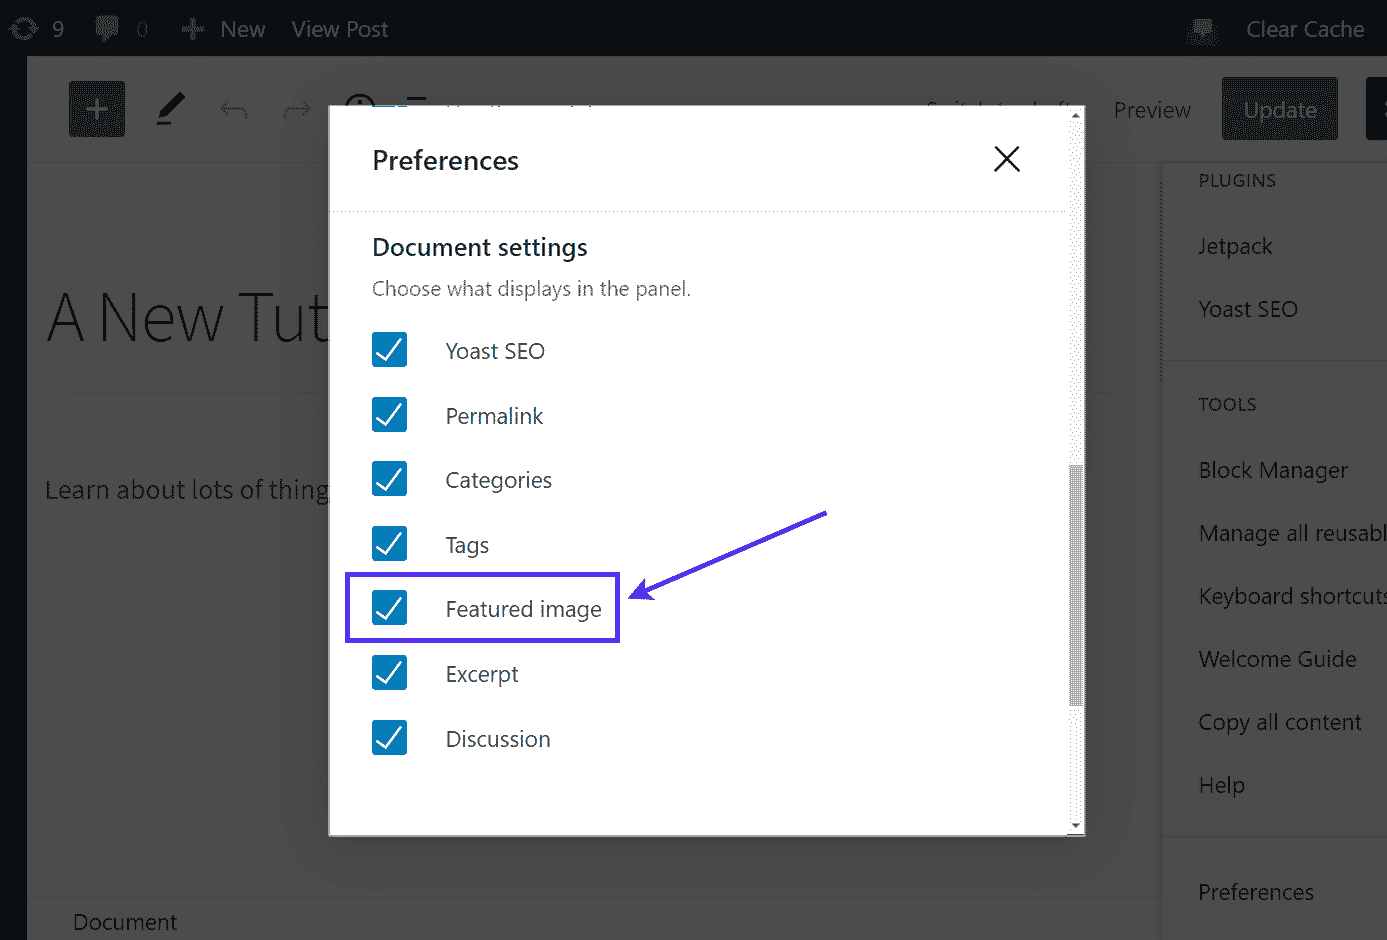 9 0 New View Post Clear Cache
Preview Update
Preferences
PLUGINS
Document settings
Choose what displays in the panel.
Jetpack
A New Tut
Yoast SEO
Yoast SEO
Permalink
TOOLS
Categories
Block Manager
Learn about lots of thing
Tags
Manage all reusabl
Featured image
Keyboard shortcuts
Excerpt
Welcome Guide
Discussion
Copy all content
Help
Preferences
Document